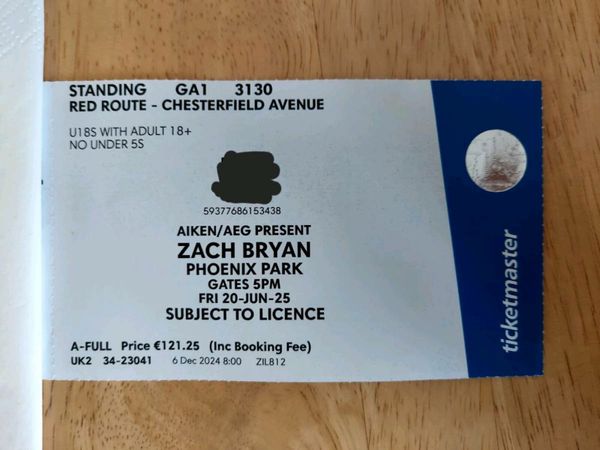 STANDING GA1 3130
RED ROUTE - CHESTERFIELD AVENUE
U18S WITH ADULT 18+
NO UNDER 5S
59377686153438
AIKEN/AEG PRESENT
ZACH BRYAN
PHOENIX PARK
GATES 5PM
FRI 20-JUN-25
SUBJECT TO LICENCE
A-FULL Price €121.25 (Inc Booking Fee)
UK2 34-23041 6 Dec 2024 8:00 ZIL812
ticketmaster